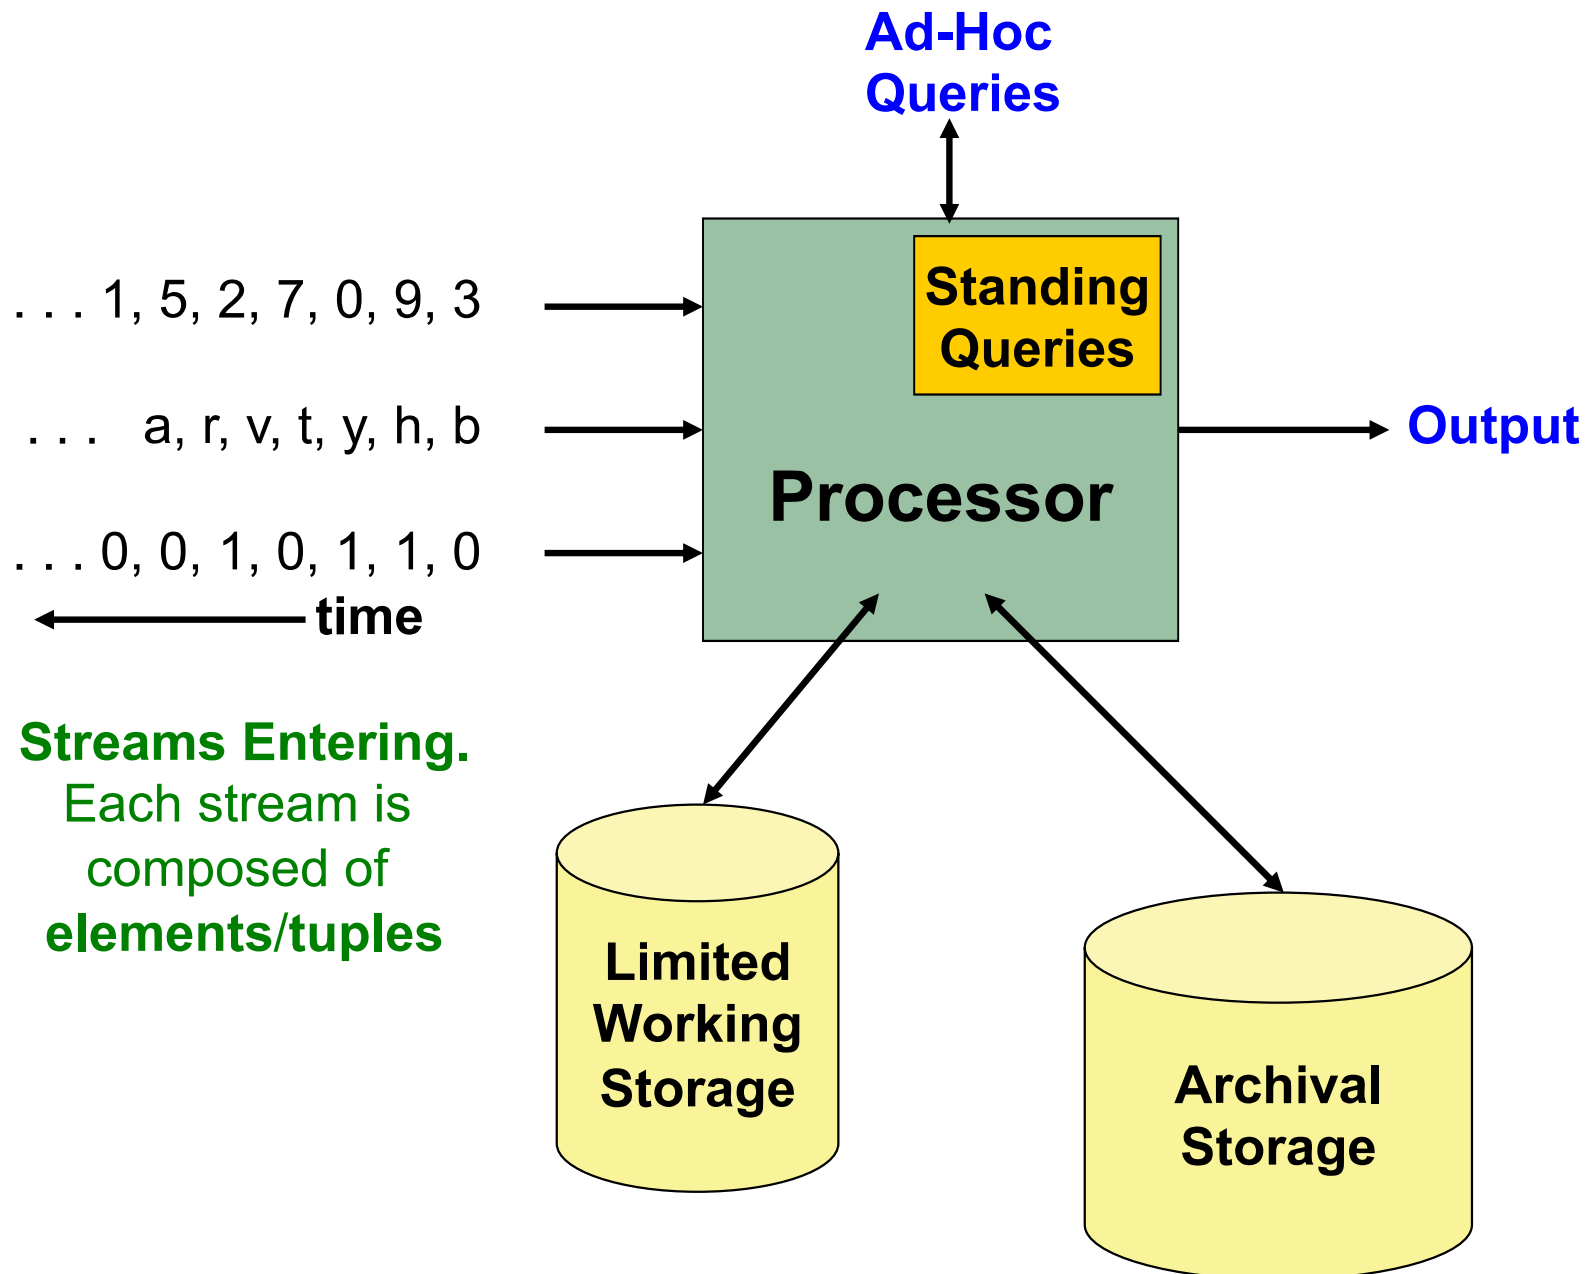 Ad-Hoc
Queries
Standing
Queries
. . . 1, 5, 2, 7, 0, 9, 3
. . . a, r, v, t, y, h, b
Output
Processor
. . . 0, 0, 1, 0, 1, 1, 0
time
Streams Entering.
Each stream is
composed of
elements/tuples
Limited
Working
Storage
Archival
Storage